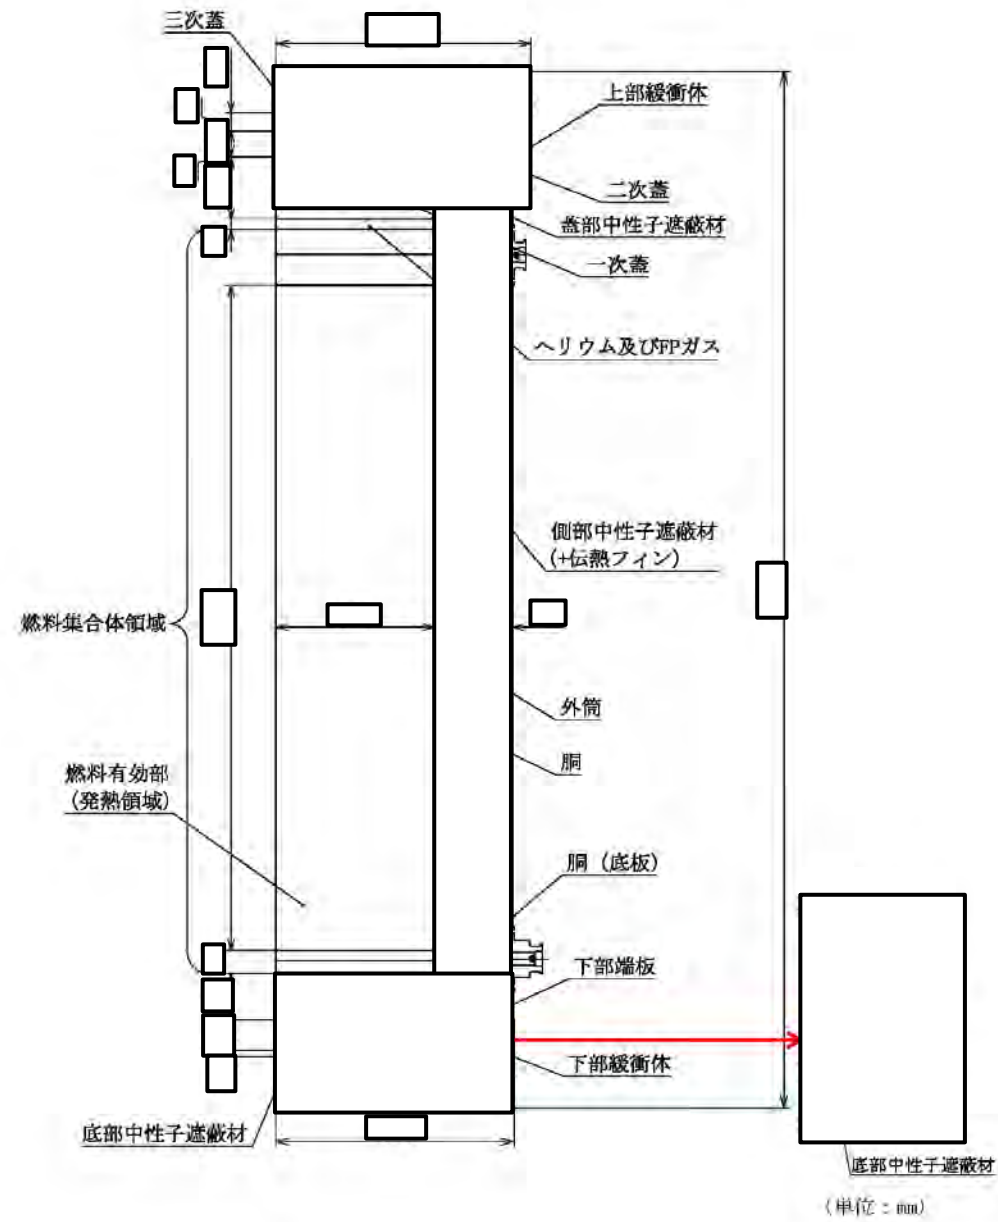 三次蓋
上部緩衝体
二次蓋
蓋部中性子遮蔽材
一次蓋
ヘリウム及びFPガス
側部中性子遮蔽材
(+伝熱フィン)
燃料集合体領域
外筒
胴
燃料有効部
(発熱領域)
胴（底板）
下部端板
下部緩衝体
底部中性子遮蔽材
底部中性子遮蔽材
(単位：mm)